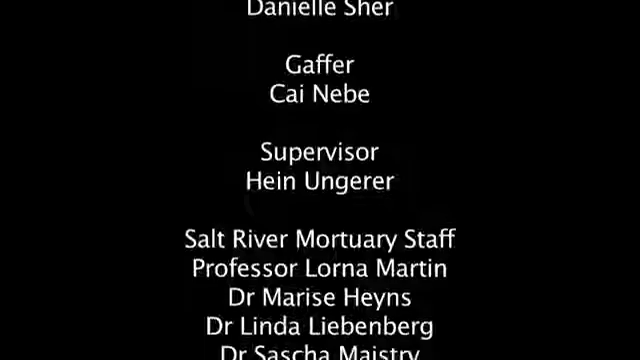 Danielle Sher
Gaffer
Cai Nebe
Supervisor
Hein Ungerer
Salt River Mortuary Staff
Professor Lorna Martin
Dr Marise Heyns
Dr Linda Liebenberg
Dr Sascha Maistry